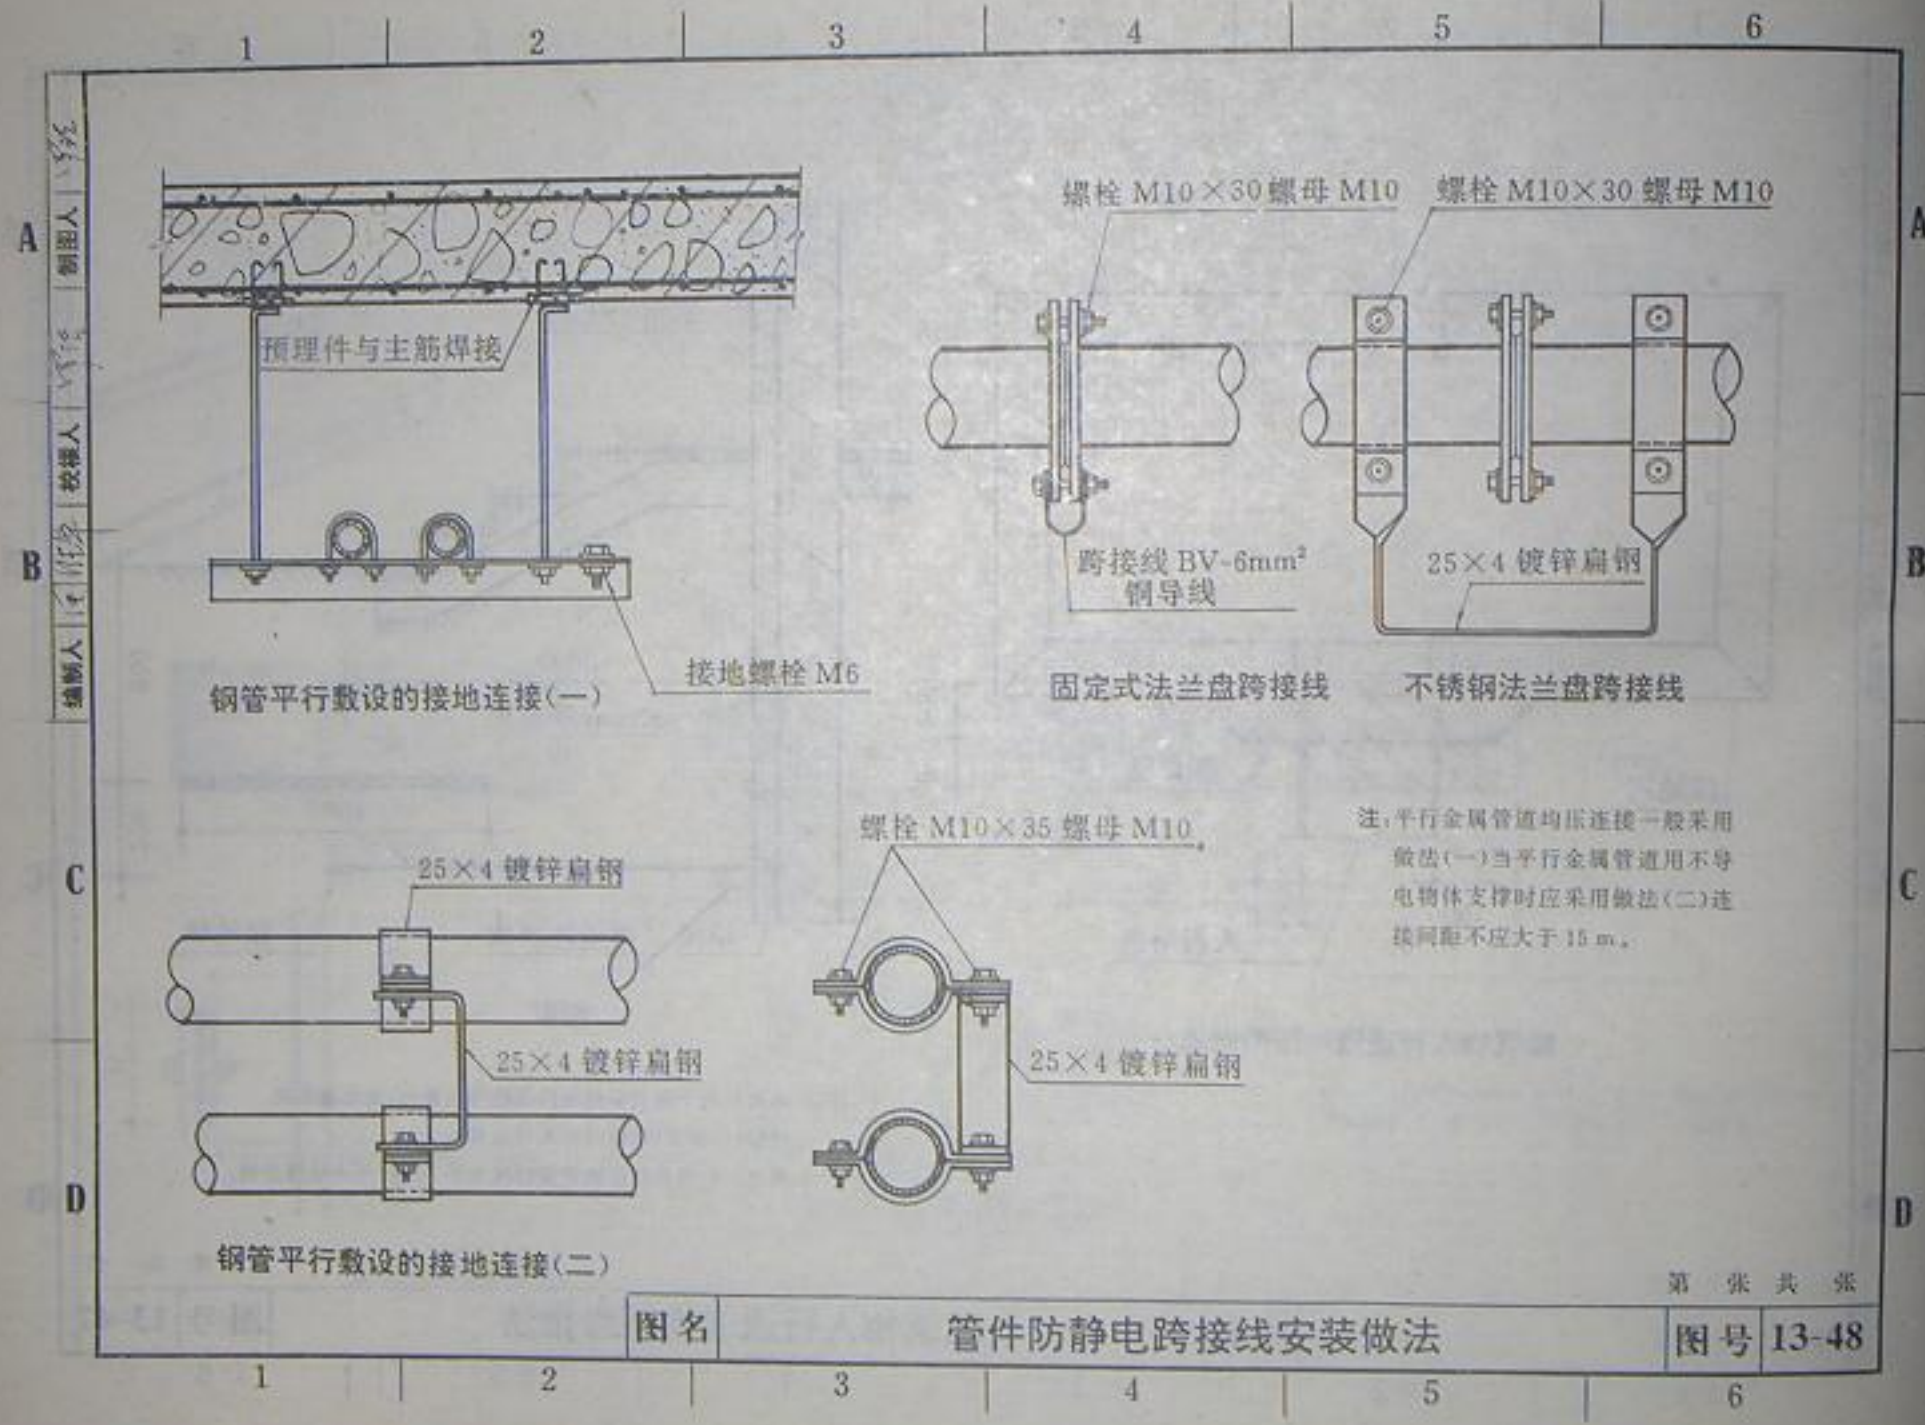 1 2 3 4 5 6
A
B
C
D
制图人
校核人
编制人
预理件与主筋焊接
接地螺栓 M6
钢管平行敷设的接地连接(一)
螺栓 M10×30 螺母 M10
螺栓 M10×30 螺母 M10
跨接线 BV-6mm²
铜导线
25×4 镀锌扁钢
固定式法兰盘跨接线
不锈钢法兰盘跨接线
25×4 镀锌扁钢
25×4 镀锌扁钢
钢管平行敷设的接地连接(二)
螺栓 M10×35 螺母 M10
25×4 镀锌扁钢
注:平行金属管道均压连接一般采用
做法(一)当平行金属管道用不导
电物体支撑时应采用做法(二)连
接间距不应大于 15 m。
A
B
C
D
第 张 共 张
图名
管件防静电跨接线安装做法
图号
13-48
1 2 3 4 5 6